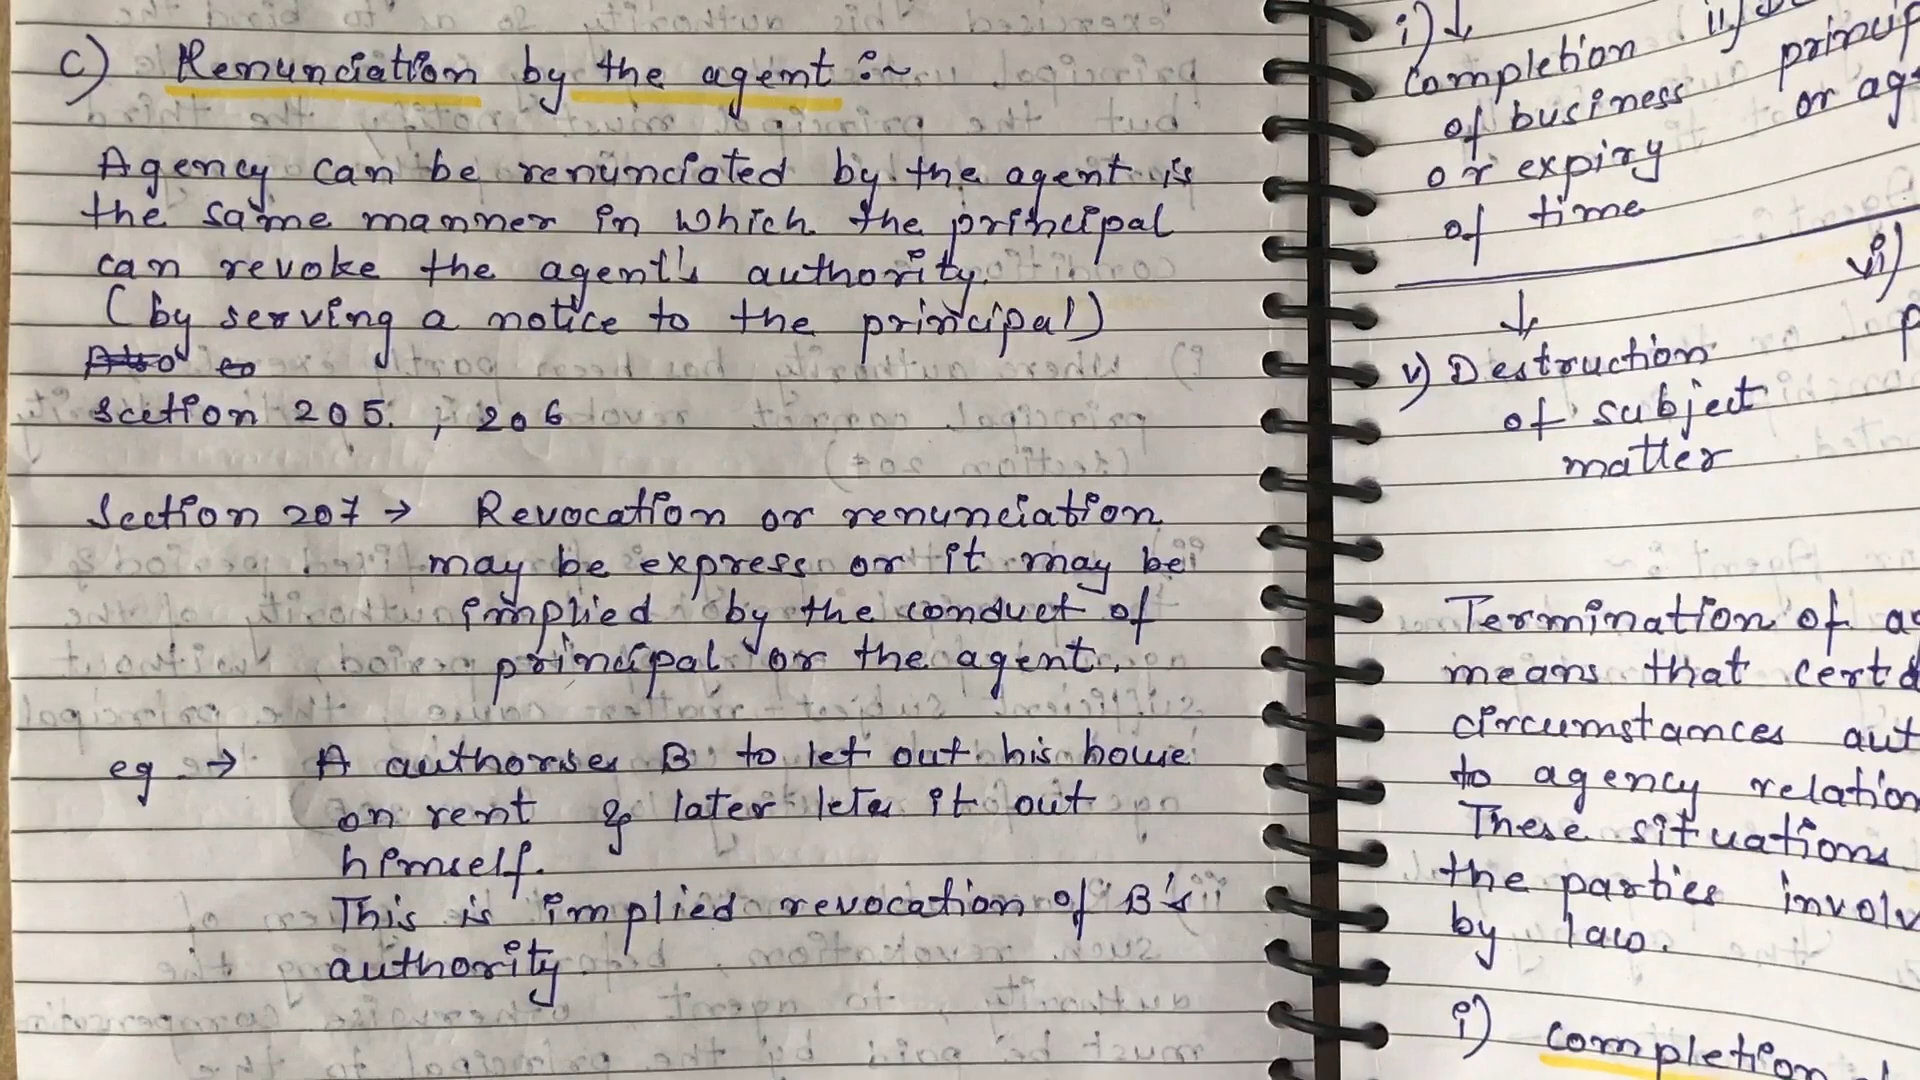 c) Renunciation by the agent :~
Agency can be renunciated by the agent is
the same manner in which the principal
can revoke the agent's authority.
(by serving a notice to the principal)
Section 205. , 206
Section 207 → Revocation or renunciation
may be express or it may be
implied by the conduct of
principal or the agent.
eg → A authorises B to let out his house
on rent & later lets it out
himself.
This is implied revocation of B's
authority
i) ↓
Completion
of business
or expiry
of time
ii)
princip
or ag
↓
v) Destruction
of subject
matter
vi)
p
Termination of a
means that cert
circumstances aut
to agency relation
These situations
the parties involv
by law.
i) Completion